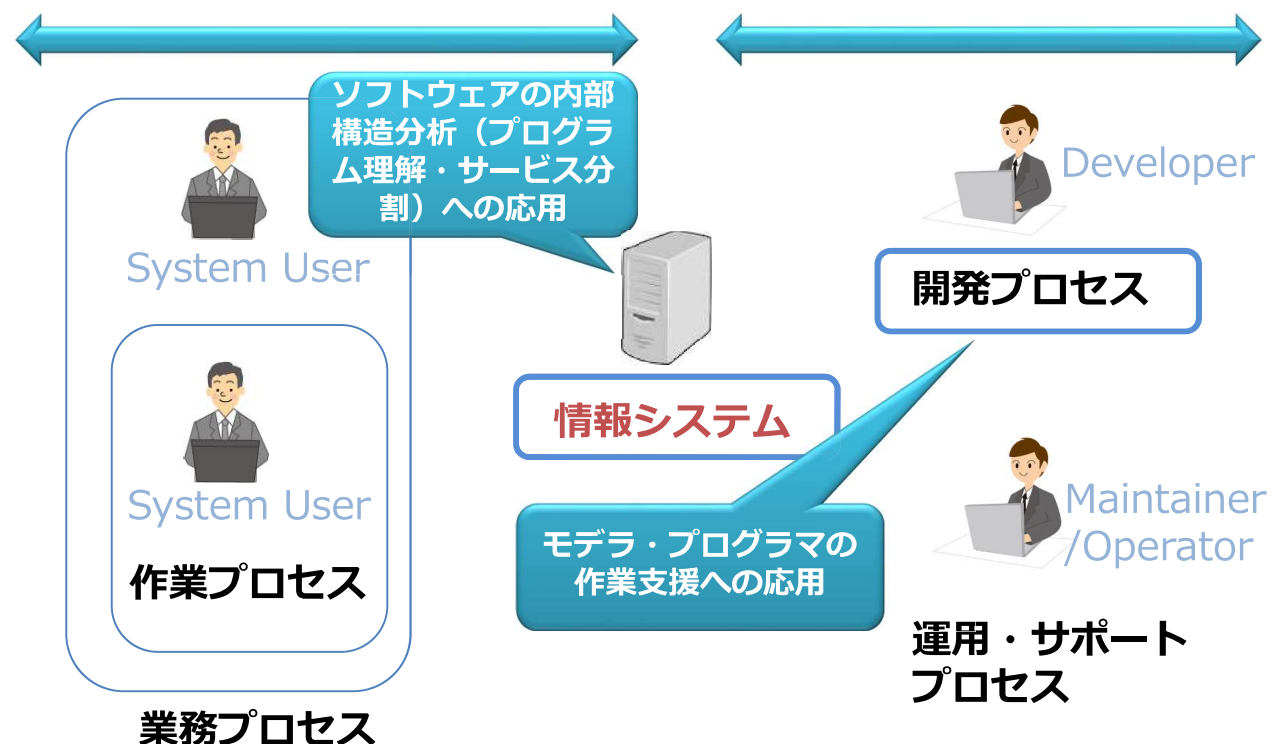 ソフトウェアの内部
構造分析（プログラ
ム理解・サービス分
割）への応用
System User
System User
作業プロセス
業務プロセス
情報システム
モデラ・プログラマの
作業支援への応用
Developer
開発プロセス
Maintainer
/Operator
運用・サポート
プロセス